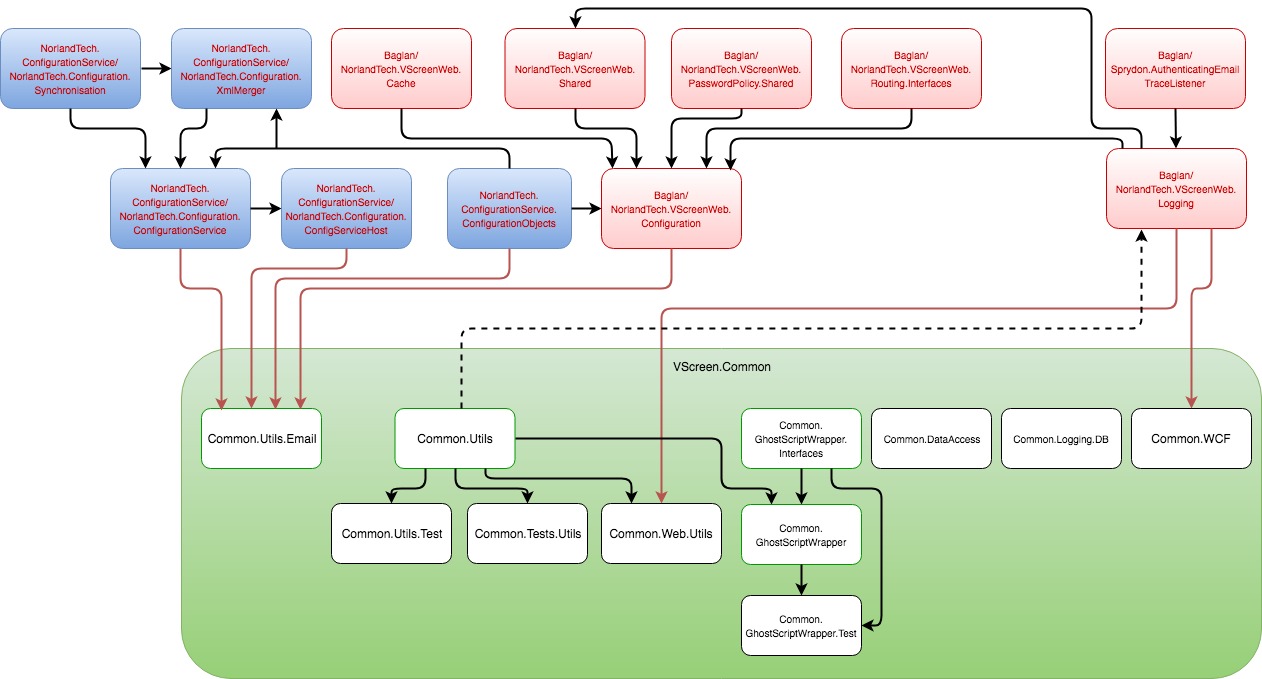 NorlandTech.
ConfigurationService/
NorlandTech.Configuration.
Synchronisation
NorlandTech.
ConfigurationService/
NorlandTech.Configuration.
XmlMerger
Baglan/
NorlandTech.VScreenWeb.
Cache
Baglan/
NorlandTech.VScreenWeb.
Shared
Baglan/
NorlandTech.VScreenWeb.
PasswordPolicy.Shared
Baglan/
NorlandTech.VScreenWeb.
Routing.Interfaces
Baglan/
Sprydon.AuthenticatingEmail
TraceListener
NorlandTech.
ConfigurationService/
NorlandTech.Configuration.
ConfigurationService
NorlandTech.
ConfigurationService/
NorlandTech.Configuration.
ConfigServiceHost
NorlandTech.
ConfigurationService.
ConfigurationObjects
Baglan/
NorlandTech.VScreenWeb.
Configuration
Baglan/
NorlandTech.VScreenWeb.
Logging
VScreen.Common
Common.Utils.Email
Common.Utils
Common.
GhostScriptWrapper.
Interfaces
Common.DataAccess
Common.Logging.DB
Common.WCF
Common.Utils.Test
Common.Tests.Utils
Common.Web.Utils
Common.
GhostScriptWrapper
Common.
GhostScriptWrapper.Test